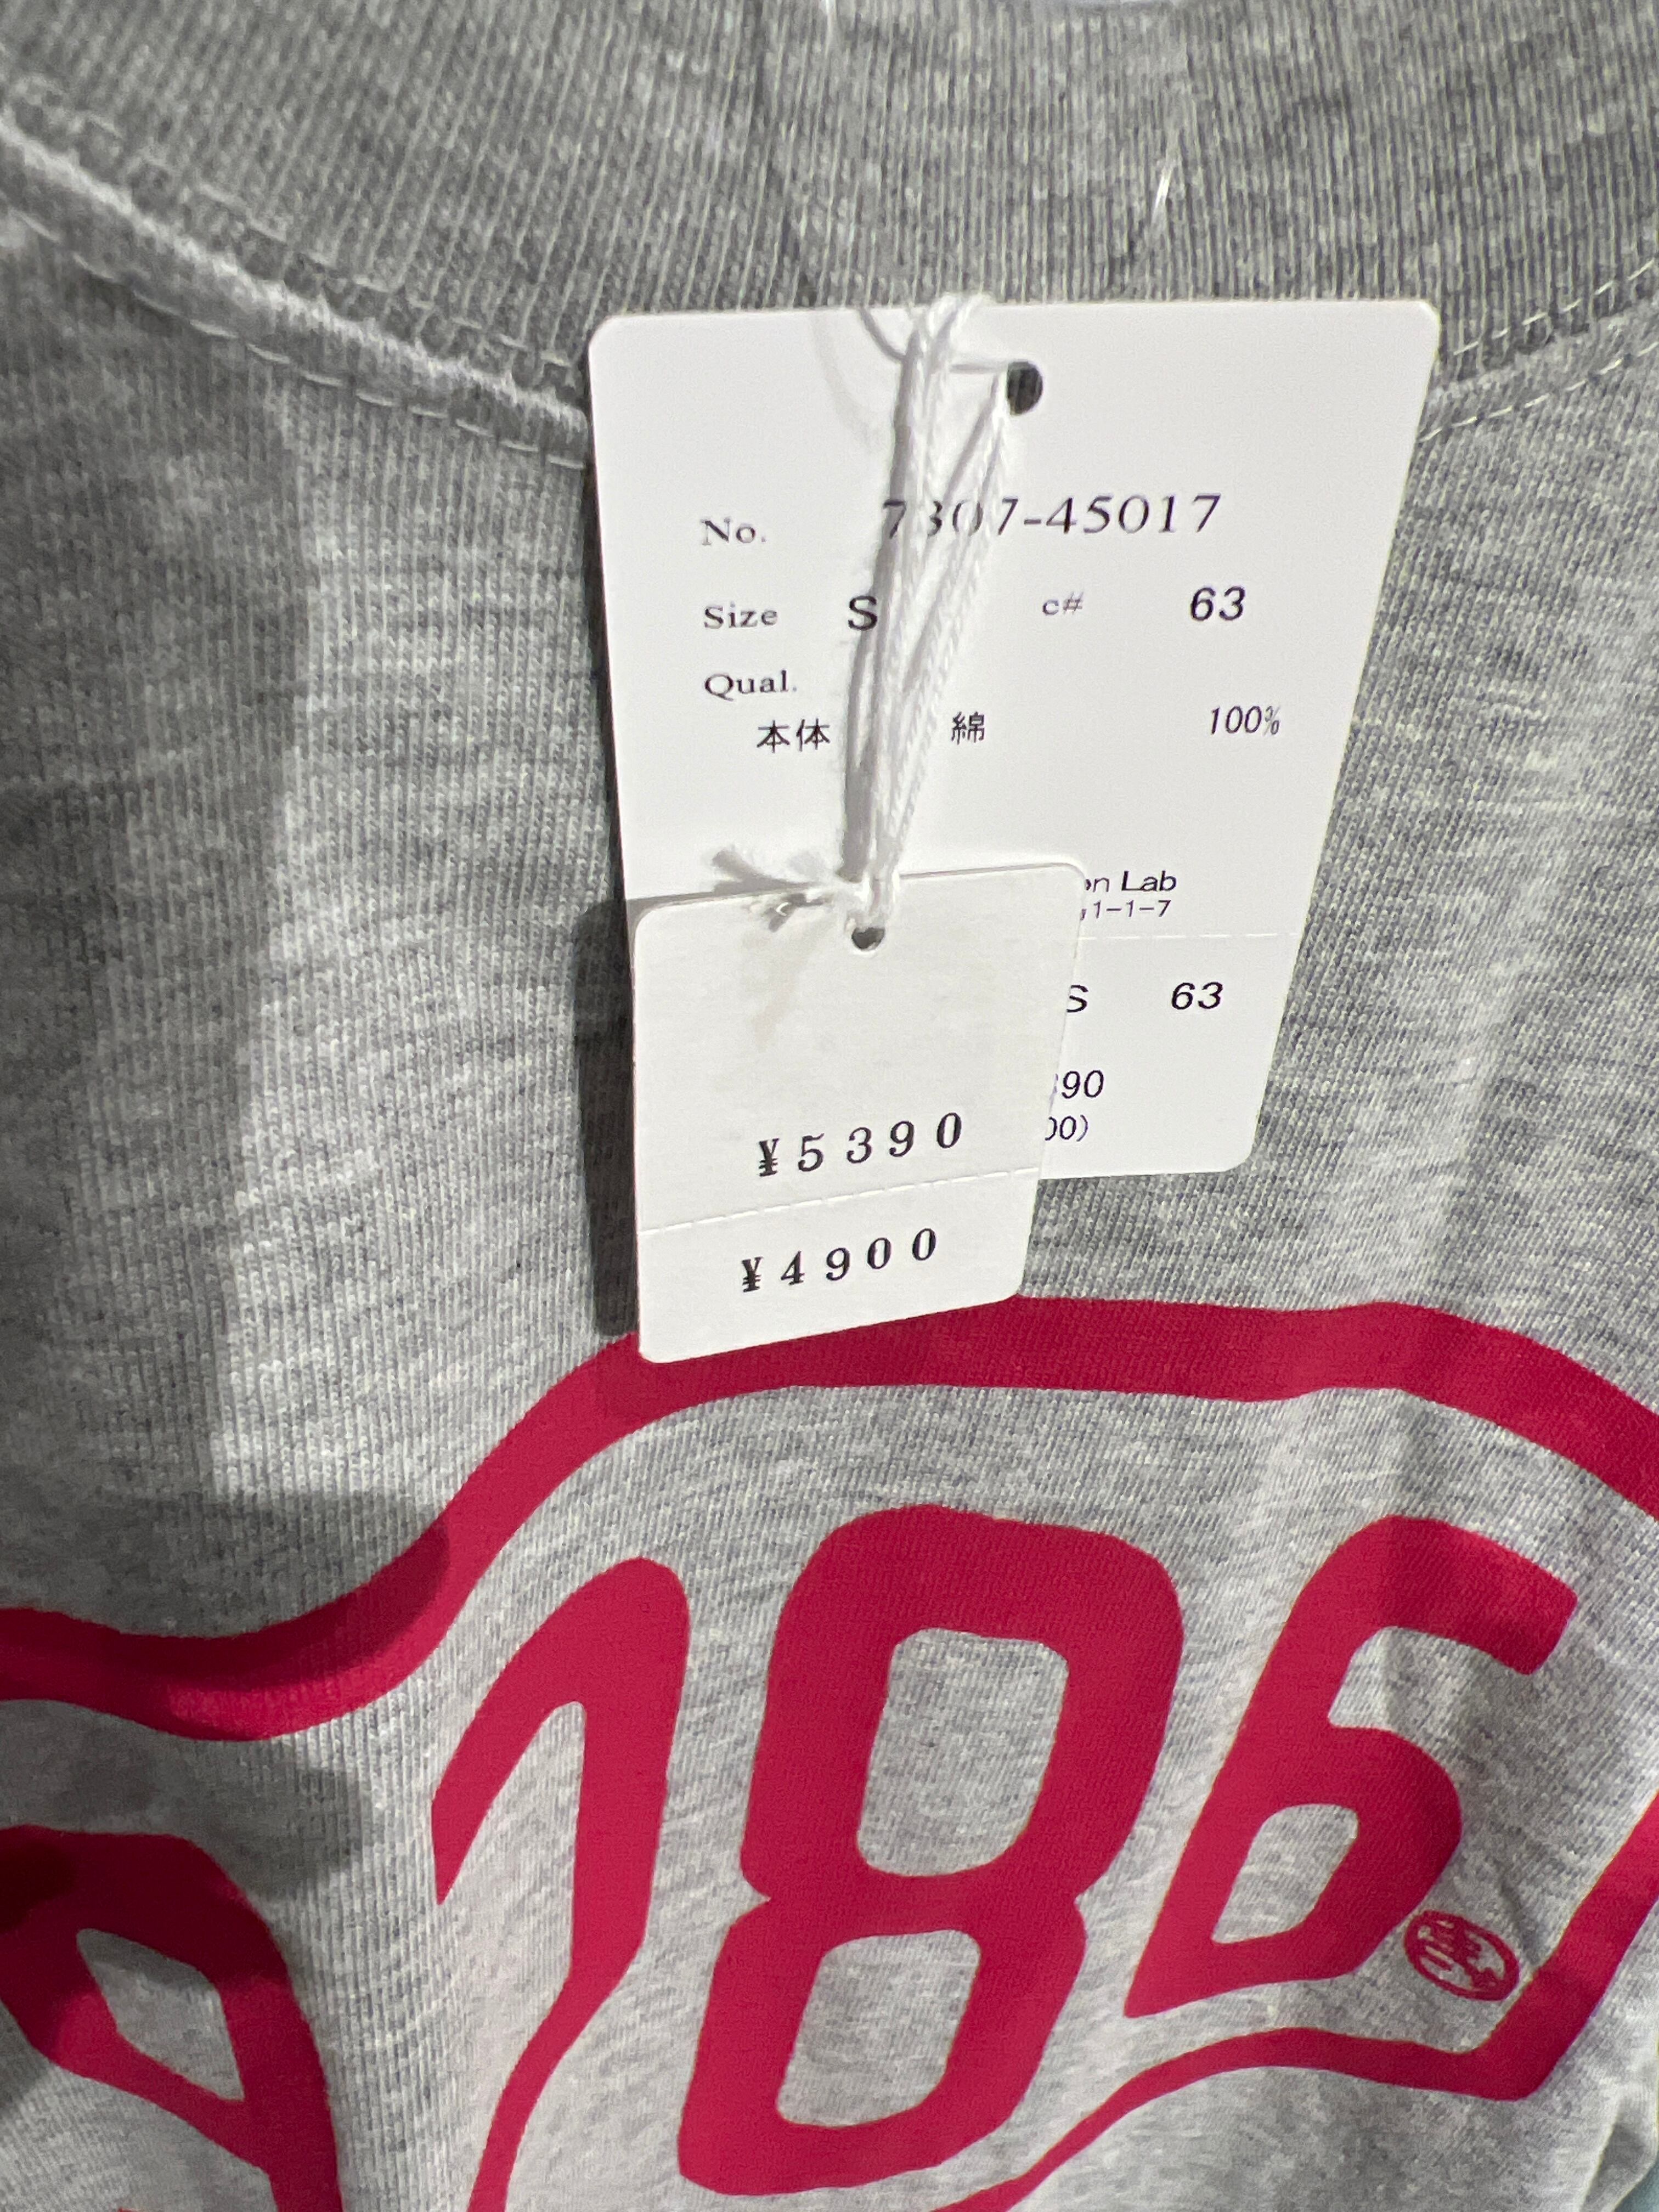 No. 7307-45017
Size S c# 63
Qual.
本体 綿 100%
on Lab
1-1-7
S 63
390
00)
¥5390
¥4900
186